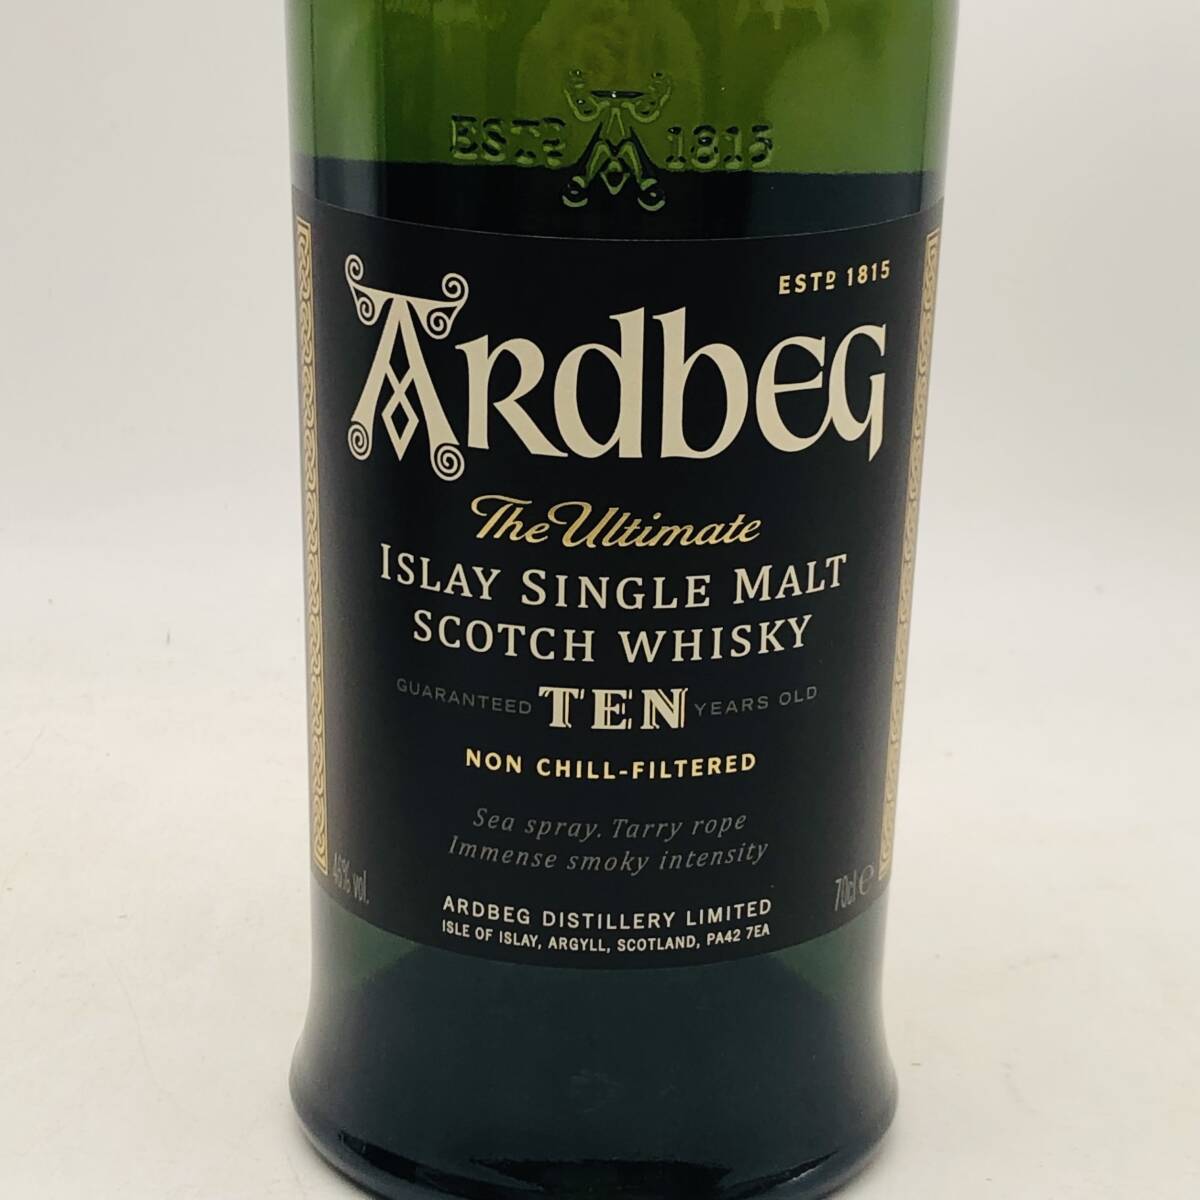 ESTD 1815
ESTD 1815
ARDBEG
The Ultimate
ISLAY SINGLE MALT
SCOTCH WHISKY
GUARANTEED TEN YEARS OLD
NON CHILL-FILTERED
Sea spray. Tarry rope
Immense smoky intensity
46% vol.
70cl ℮
ARDBEG DISTILLERY LIMITED
ISLE OF ISLAY, ARGYLL, SCOTLAND, PA42 7EA